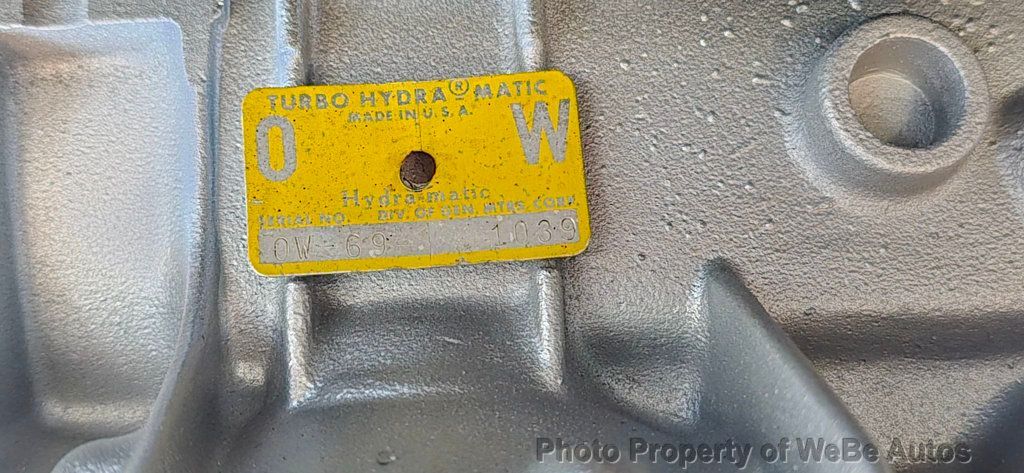 TURBO HYDRA® MATIC
MADE IN U.S.A.
O W
Hydra-matic
SERIAL NO. DIV. OF GEN. MTRS. CORP.
OW-69- 1039
Photo Property of WeBe Autos